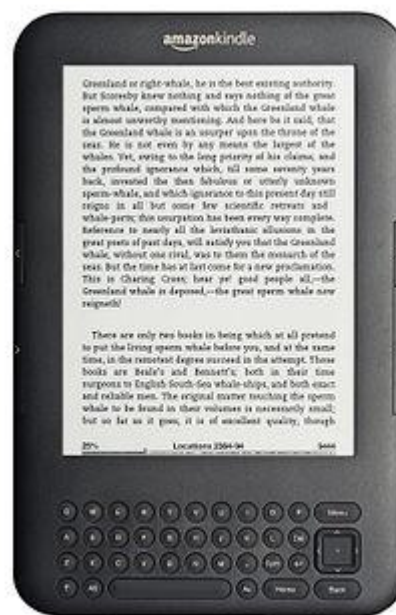 amazonkindle
Greenland or right-whale, he is the best existing authority.
But Scoresby knew nothing and says nothing of the great
sperm whale, compared with which the Greenland whale
is almost unworthy mentioning. And here be it said, that
the Greenland whale is an usurper upon the throne of the
seas. He is not even by any means the largest of the
whales. Yet, owing to the long priority of his claims, and
the profound ignorance which, till some seventy years
back, invested the then fabulous or utterly unknown
sperm-whale, and which ignorance to this present day still
reigns in all but some few scientific retreats and
whale-ports; this usurpation has been every way complete.
Reference to nearly all the leviathanic allusions in the
great poets of past days, will satisfy you that the Greenland
whale, without one rival, was to them the monarch of the
seas. But the time has at last come for a new proclamation.
This is Charing Cross; hear ye! good people all,—the
Greenland whale is deposed,—the great sperm whale now
reigneth!
There are only two books in being which at all pretend
to put the living sperm whale before you, and at the same
time, in the remotest degree succeed in the attempt. Those
books are Beale's and Bennett's; both in their time
surgeons to English South-Sea whale-ships, and both exact
and reliable men. The original matter touching the sperm
whale to be found in their volumes is necessarily small;
but so far as it goes, it is of excellent quality, though
25% Locations 2384-94 9444
Q W E R T Y U I O P Menu
A S D F G H J K L Del
Z X C V B N M . Sym
Alt Aa Home Back